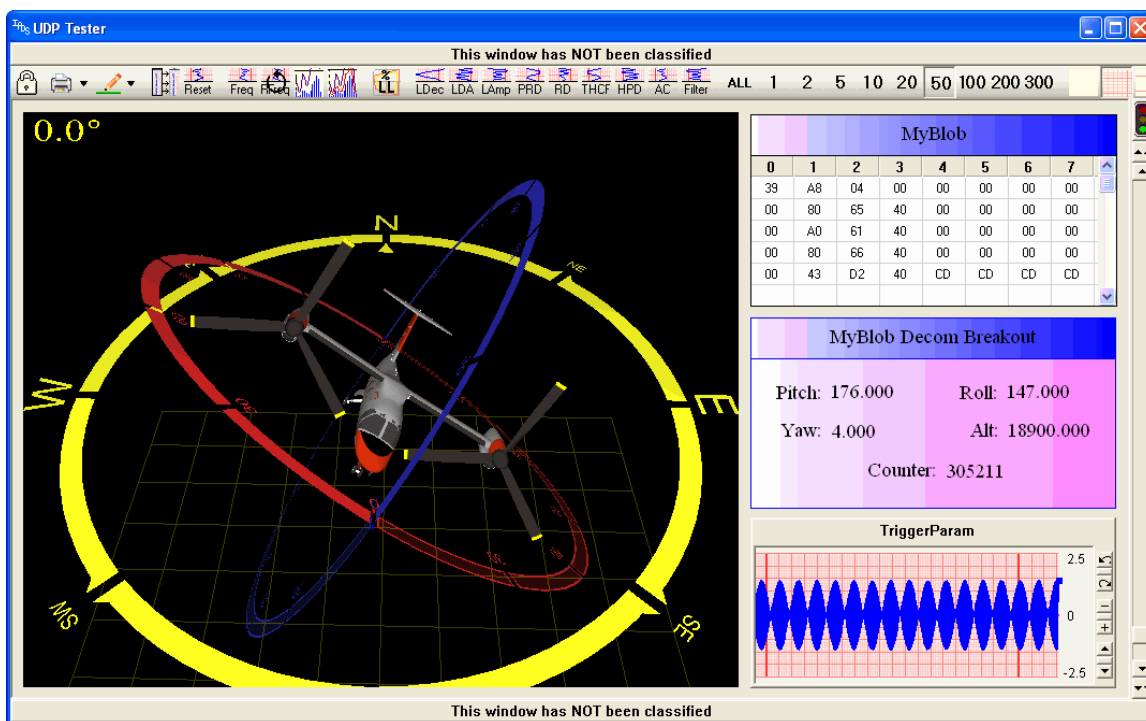 IADS UDP Tester
This window has NOT been classified
Reset Freq LL LDec LDA LAmp PRD RD THCF HPD AC Filter ALL 1 2 5 10 20 50 100 200 300
0.0°
N
NE
W
E
SE
MyBlob
0 1 2 3 4 5 6 7
39 A8 04 00 00 00 00 00
00 80 65 40 00 00 00 00
00 A0 61 40 00 00 00 00
00 80 66 40 00 00 00 00
00 43 D2 40 CD CD CD CD
MyBlob Decom Breakout
Pitch: 176.000 Roll: 147.000
Yaw: 4.000 Alt: 18900.000
Counter: 305211
TriggerParam
2.5
0
-2.5
SW
This window has NOT been classified